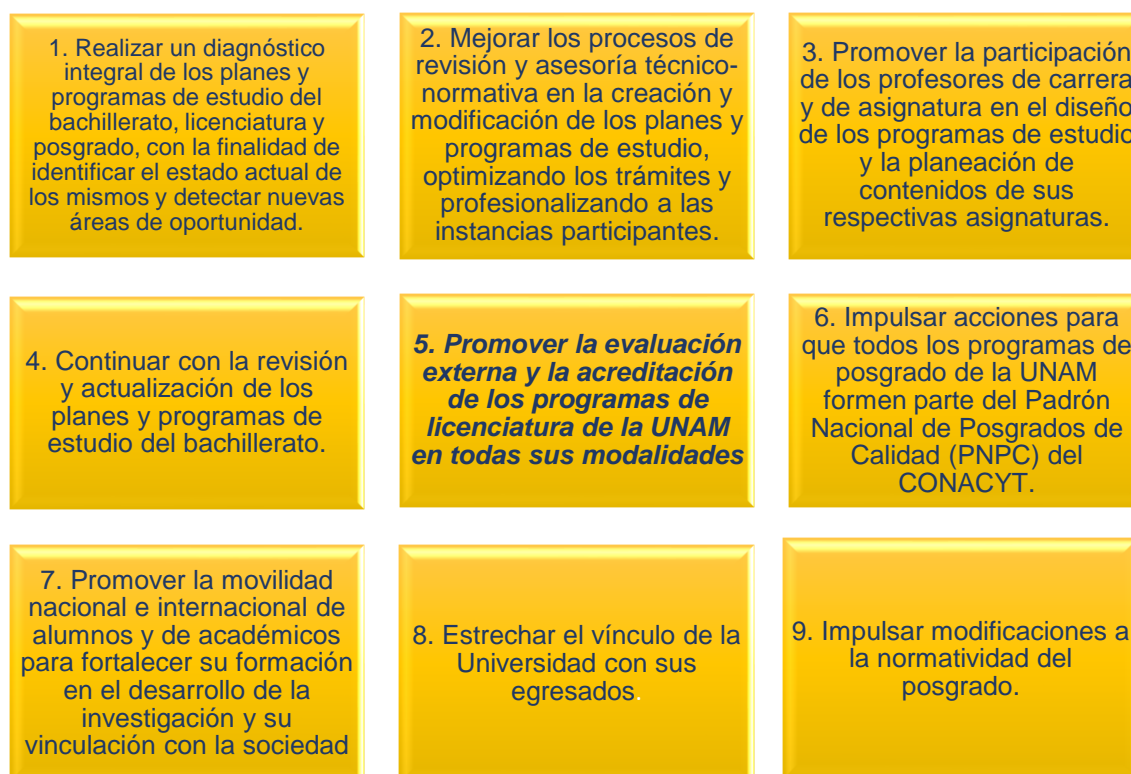 1. Realizar un diagnóstico
integral de los planes y
programas de estudio del
bachillerato, licenciatura y
posgrado, con la finalidad de
identificar el estado actual de
los mismos y detectar nuevas
áreas de oportunidad.
2. Mejorar los procesos de
revisión y asesoría técnico-
normativa en la creación y
modificación de los planes y
programas de estudio,
optimizando los trámites y
profesionalizando a las
instancias participantes.
3. Promover la participación
de los profesores de carrera
y de asignatura en el diseño
de los programas de estudio
y la planeación de
contenidos de sus
respectivas asignaturas.
4. Continuar con la revisión
y actualización de los
planes y programas de
estudio del bachillerato.
5. Promover la evaluación
externa y la acreditación
de los programas de
licenciatura de la UNAM
en todas sus modalidades
6. Impulsar acciones para
que todos los programas de
posgrado de la UNAM
formen parte del Padrón
Nacional de Posgrados de
Calidad (PNPC) del
CONACYT.
7. Promover la movilidad
nacional e internacional de
alumnos y de académicos
para fortalecer su formación
en el desarrollo de la
investigación y su
vinculación con la sociedad
8. Estrechar el vínculo de la
Universidad con sus
egresados.
9. Impulsar modificaciones a
la normatividad del
posgrado.